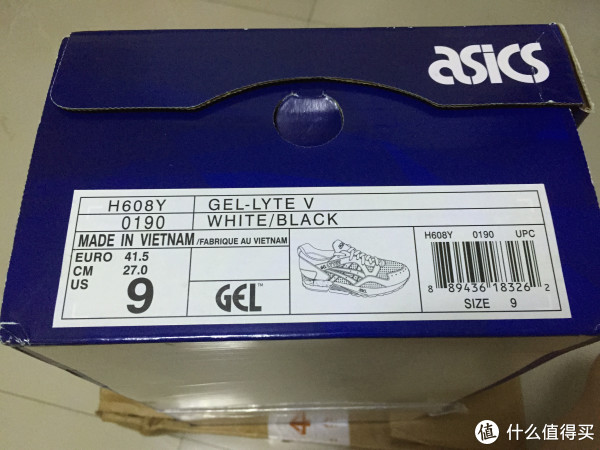 asics
H608Y GEL-LYTE V
0190 WHITE/BLACK
MADE IN VIETNAM /FABRIQUE AU VIETNAM
EURO 41.5
CM 27.0
US 9
GEL™
H608Y 0190 UPC
8 89436 18326 2
SIZE 9
值 什么值得买